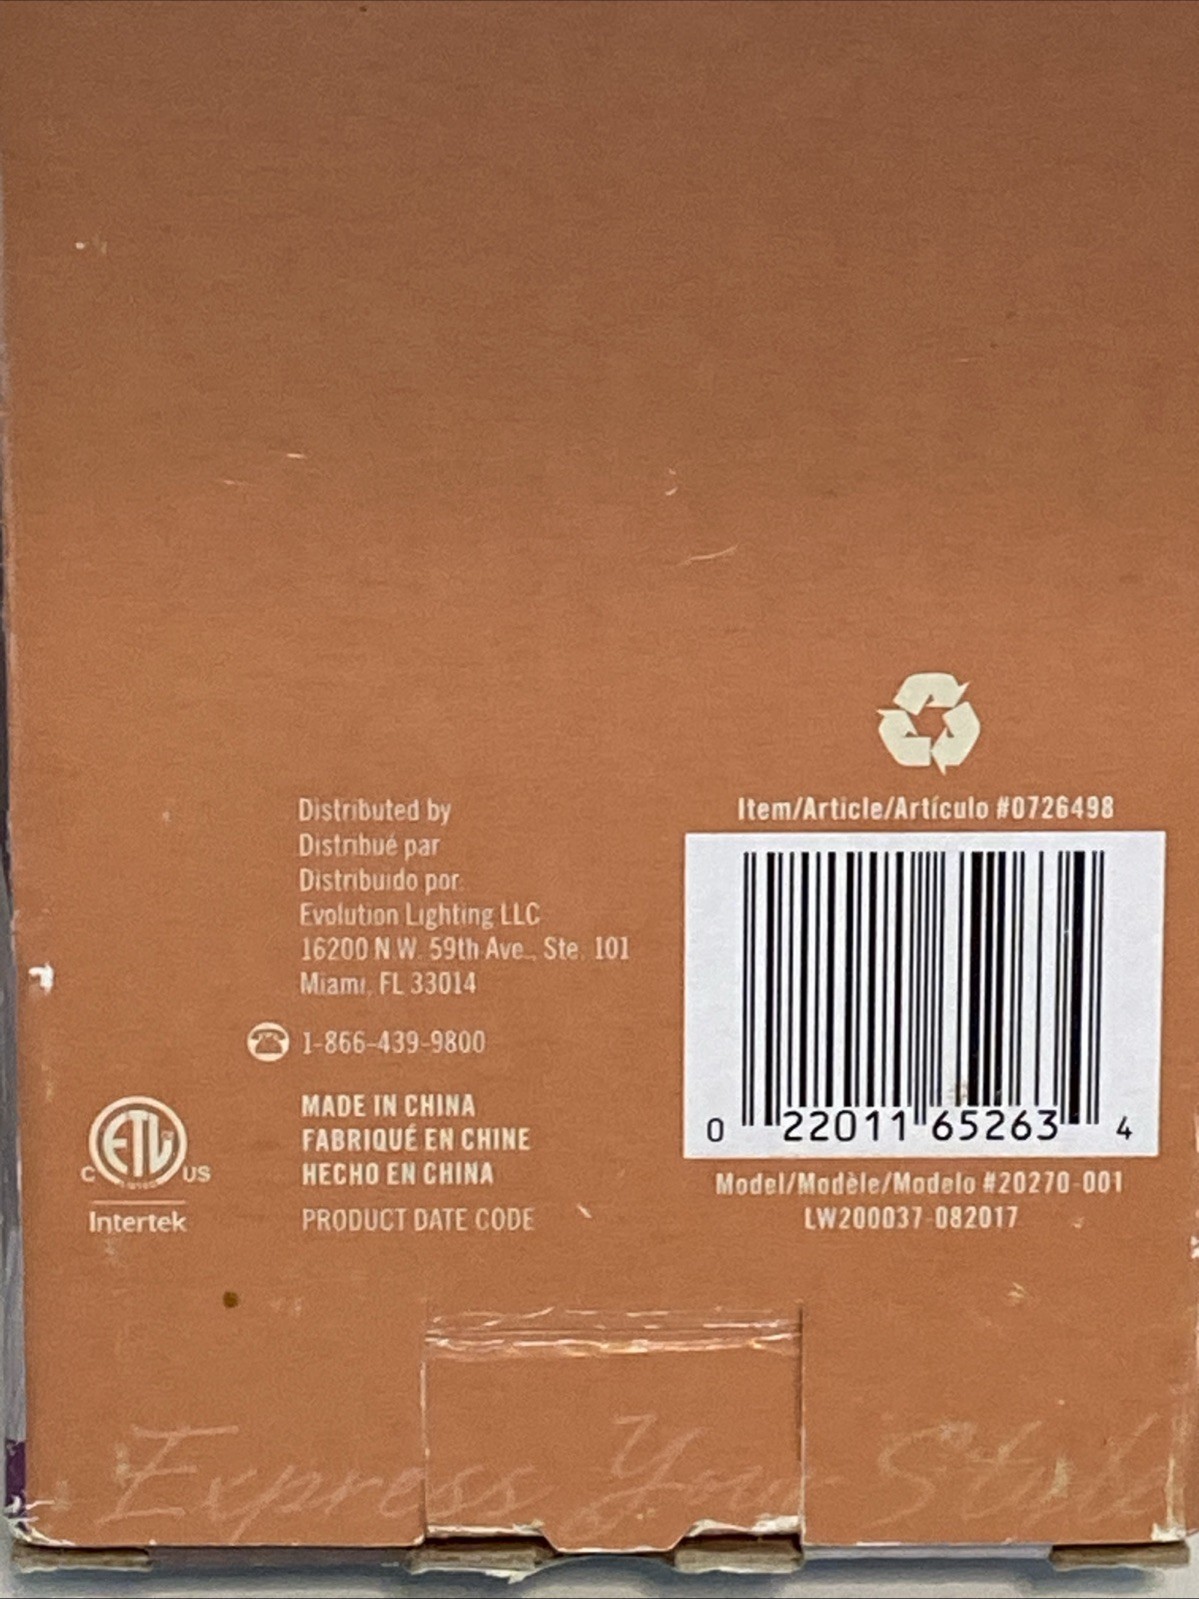 Distributed by
Distribué par
Distribuido por:
Evolution Lighting LLC
16200 N.W. 59th Ave., Ste. 101
Miami, FL 33014
1-866-439-9800
MADE IN CHINA
FABRIQUÉ EN CHINE
HECHO EN CHINA
PRODUCT DATE CODE
ETL
C US
Intertek
Item/Article/Artículo #0726498
0 22011 65263 4
Model/Modèle/Modelo #20270-001
LW200037-082017
Express Your Style